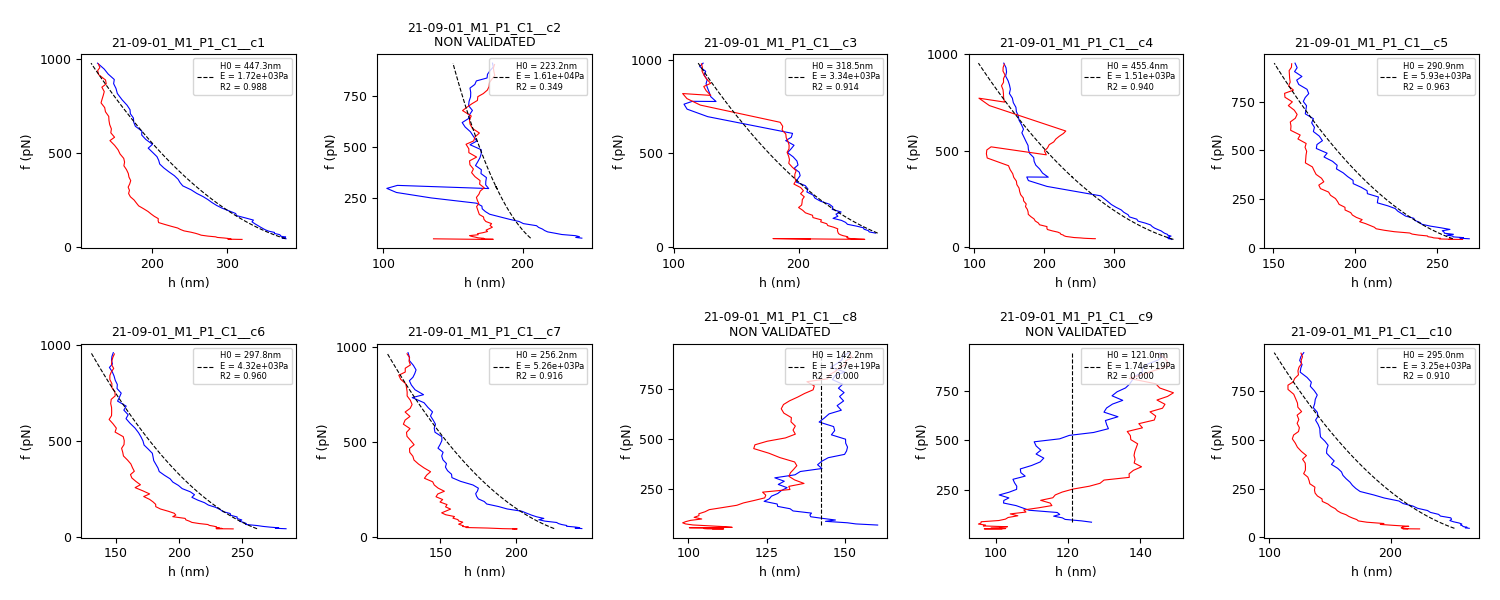 21-09-01_M1_P1_C1__c1
H0 = 447.3nm
E = 1.72e+03Pa
R2 = 0.988
f (pN)
1000
500
0
200 300
h (nm)
21-09-01_M1_P1_C1__c2
NON VALIDATED
H0 = 223.2nm
E = 1.61e+04Pa
R2 = 0.349
f (pN)
750
500
250
100 200
h (nm)
21-09-01_M1_P1_C1__c3
H0 = 318.5nm
E = 3.34e+03Pa
R2 = 0.914
f (pN)
1000
500
0
100 200
h (nm)
21-09-01_M1_P1_C1__c4
H0 = 455.4nm
E = 1.51e+03Pa
R2 = 0.940
f (pN)
1000
500
0
100 200 300
h (nm)
21-09-01_M1_P1_C1__c5
H0 = 290.9nm
E = 5.93e+03Pa
R2 = 0.963
f (pN)
750
500
250
0
150 200 250
h (nm)
21-09-01_M1_P1_C1__c6
H0 = 297.8nm
E = 4.32e+03Pa
R2 = 0.960
f (pN)
1000
500
0
150 200 250
h (nm)
21-09-01_M1_P1_C1__c7
H0 = 256.2nm
E = 5.26e+03Pa
R2 = 0.916
f (pN)
1000
500
0
150 200
h (nm)
21-09-01_M1_P1_C1__c8
NON VALIDATED
H0 = 142.2nm
E = 1.37e+19Pa
R2 = 0.000
f (pN)
750
500
250
100 125 150
h (nm)
21-09-01_M1_P1_C1__c9
NON VALIDATED
H0 = 121.0nm
E = 1.74e+19Pa
R2 = 0.000
f (pN)
750
500
250
100 120 140
h (nm)
21-09-01_M1_P1_C1__c10
H0 = 295.0nm
E = 3.25e+03Pa
R2 = 0.910
f (pN)
750
500
250
0
100 200
h (nm)